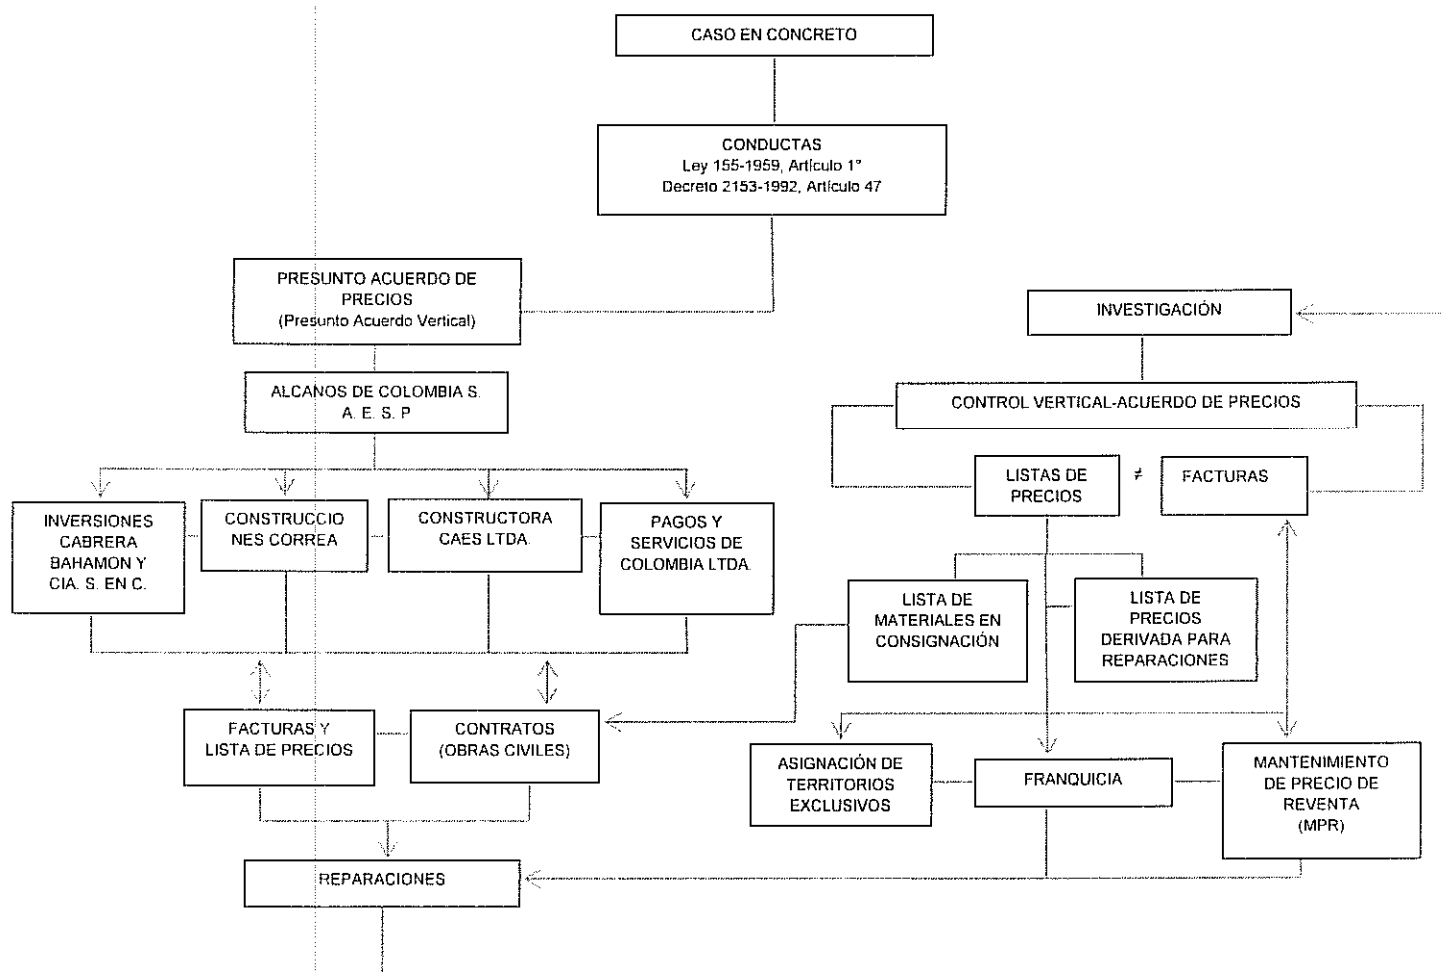 CASO EN CONCRETO
CONDUCTAS
Ley 155-1959, Artículo 1°
Decreto 2153-1992, Artículo 47
PRESUNTO ACUERDO DE
PRECIOS
(Presunto Acuerdo Vertical)
ALCANOS DE COLOMBIA S.
A. E. S. P
INVERSIONES
CABRERA
BAHAMON Y
CIA. S. EN C.
CONSTRUCCIO
NES CORREA
CONSTRUCTORA
CAES LTDA.
PAGOS Y
SERVICIOS DE
COLOMBIA LTDA.
FACTURAS Y
LISTA DE PRECIOS
CONTRATOS
(OBRAS CIVILES)
REPARACIONES
INVESTIGACIÓN
CONTROL VERTICAL-ACUERDO DE PRECIOS
LISTAS DE
PRECIOS
≠
FACTURAS
LISTA DE
MATERIALES EN
CONSIGNACIÓN
LISTA DE
PRECIOS
DERIVADA PARA
REPARACIONES
ASIGNACIÓN DE
TERRITORIOS
EXCLUSIVOS
FRANQUICIA
MANTENIMIENTO
DE PRECIO DE
REVENTA
(MPR)